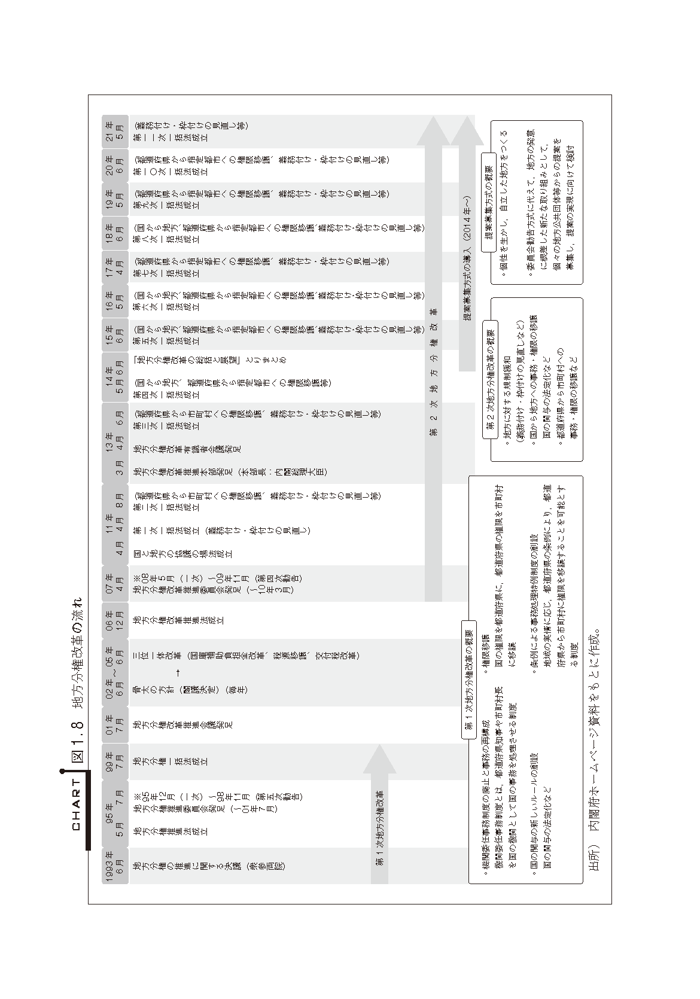 CHART
図1.8　地方分権改革の流れ
1993年
6月
地方分権の推進に関する決議（衆参両院）
95年
5月　7月
地方分権推進法成立
地方分権推進委員会発足（～01年7月）
※95年12月（一次）～98年11月（第五次勧告）
99年
7月
地方分権一括法成立
01年
7月
地方分権改革推進会議発足
02年～05年
6月　6月
骨太の方針（閣議決定）（毎年）
→
三位一体改革（国庫補助負担金改革、税源移譲、交付税改革）
06年
12月
地方分権改革推進法成立
07年
4月
地方分権改革推進委員会発足（～10年3月）
※08年5月（一次）～09年11月（第四次勧告）
11年
4月　4月　8月
国と地方の協議の場法成立
第一次一括法成立（義務付け・枠付けの見直し）
第二次一括法成立
（都道府県から市町村への権限移譲、義務付け・枠付けの見直し等）
13年
3月　4月　6月
地方分権改革推進本部発足（本部長：内閣総理大臣）
地方分権改革有識者会議発足
第三次一括法成立
（都道府県から市町村への権限移譲、義務付け・枠付けの見直し等）
14年
5月6月
第四次一括法成立
（国から地方、都道府県から指定都市への権限移譲等）
「地方分権改革の総括と展望」とりまとめ
15年
6月
第五次一括法成立
（国から地方、都道府県から指定都市への権限移譲、義務付け・枠付けの見直し等）
16年
5月
第六次一括法成立
（国から地方、都道府県から指定都市への権限移譲、義務付け・枠付けの見直し等）
17年
4月
第七次一括法成立
（都道府県から指定都市への権限移譲、義務付け・枠付けの見直し等）
18年
6月
第八次一括法成立
（国から地方、都道府県から指定都市への権限移譲、義務付け・枠付けの見直し等）
19年
5月
第九次一括法成立
（都道府県から指定都市への権限移譲、義務付け・枠付けの見直し等）
20年
6月
第一〇次一括法成立
（都道府県から指定都市への権限移譲、義務付け・枠付けの見直し等）
21年
5月
第一一次一括法成立
（義務付け・枠付けの見直し等）
第1次地方分権改革
第 2 次 地 方 分 権 改 革
提案募集方式の導入（2014年～）
第1次地方分権改革の概要
◦機関委任事務制度の廃止と事務の再構成
機関委任事務制度とは，都道府県知事や市町村長
を国の機関として国の事務を処理させる制度
◦国の関与の新しいルールの創設
国の関与の法定化など
◦権限移譲
国の権限を都道府県に，都道府県の権限を市町村
に移譲
◦条例による事務処理特例制度の創設
地域の実情に応じ，都道府県の条例により，都道
府県から市町村に権限を移譲することを可能とす
る制度
第2次地方分権改革の概要
◦地方に対する規制緩和
（義務付け・枠付けの見直しなど）
◦国から地方への事務・権限の移譲
国の関与の法定化など
◦都道府県から市町村への
事務・権限の移譲など
提案募集方式の概要
◦個性を生かし，自立した地方をつくる
◦委員会勧告方式に代えて，地方の発意
に根差した新たな取り組みとして，
個々の地方公共団体等からの提案を
募集し，提案の実現に向けて検討
出所）　内閣府ホームページ資料をもとに作成。